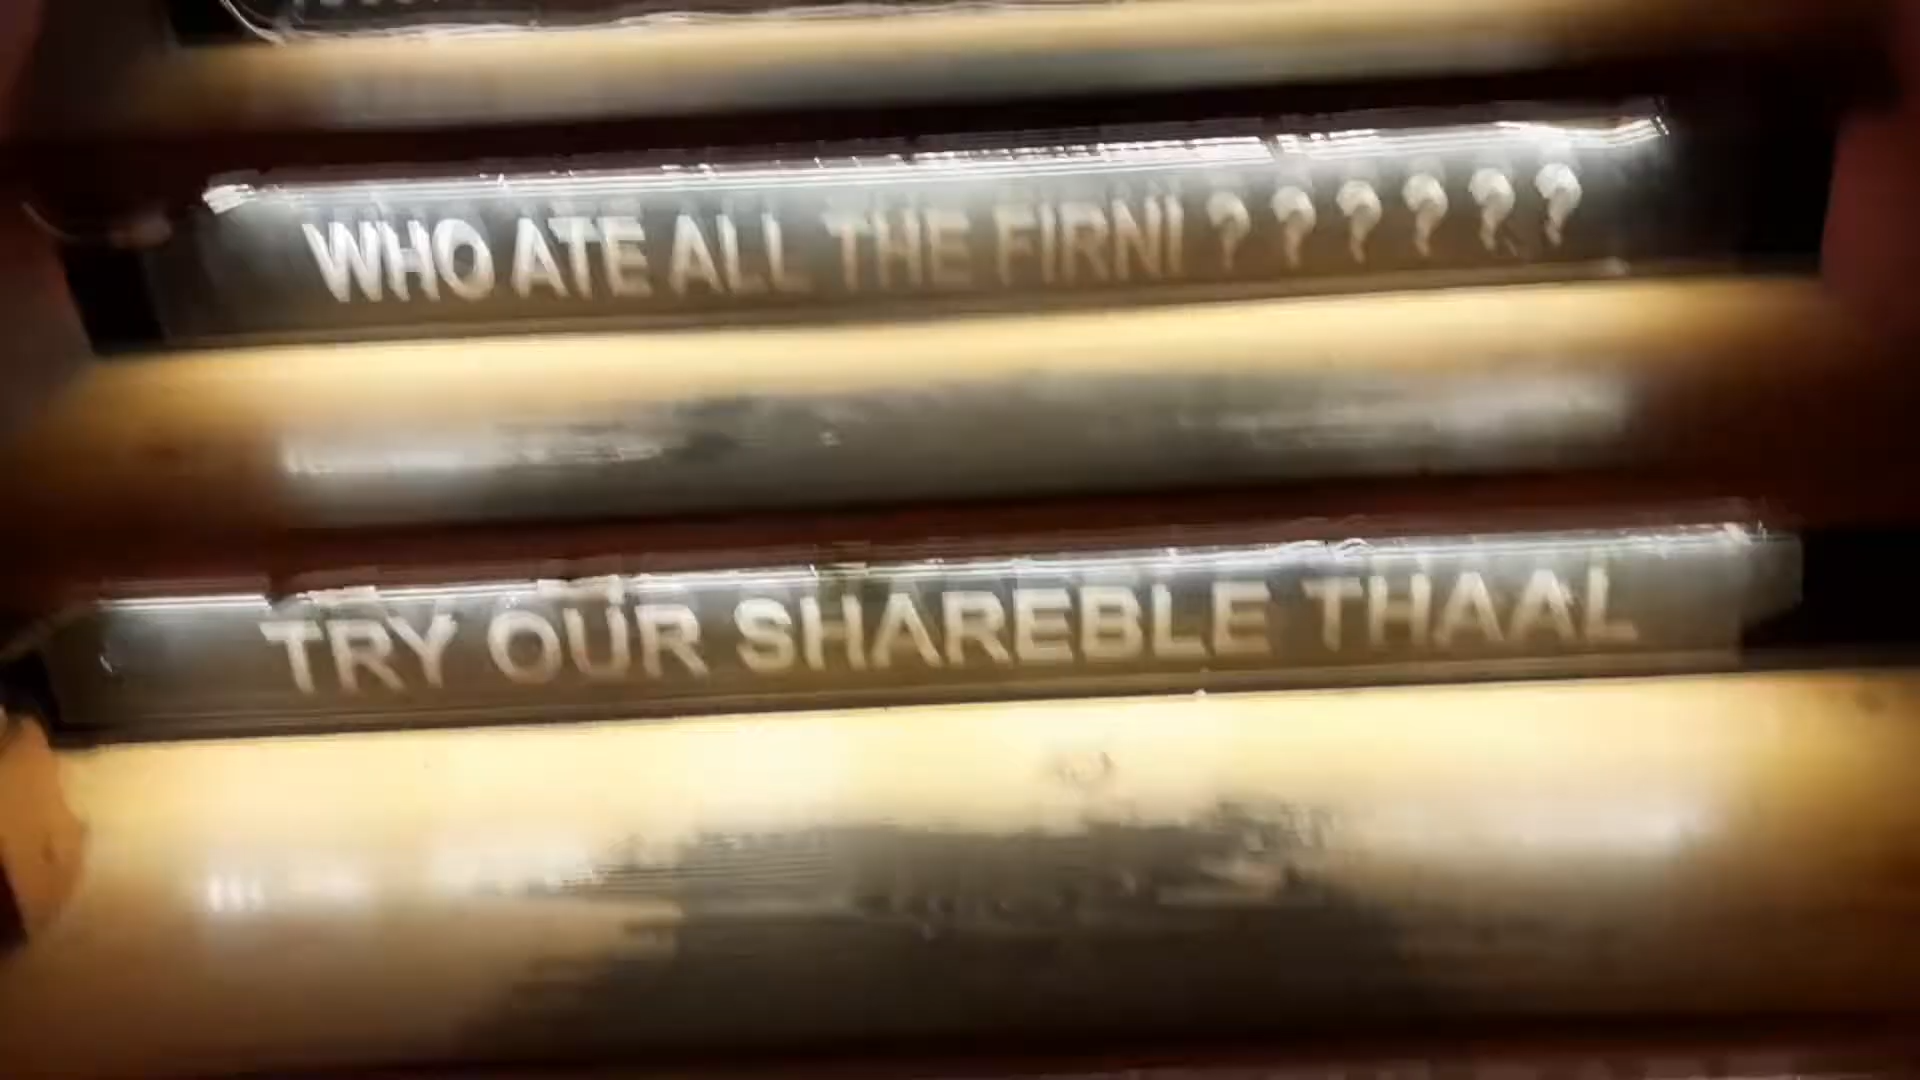 WHO ATE ALL THE FIRNI ? ? ? ? ? ?
TRY OUR SHAREBLE THAAL